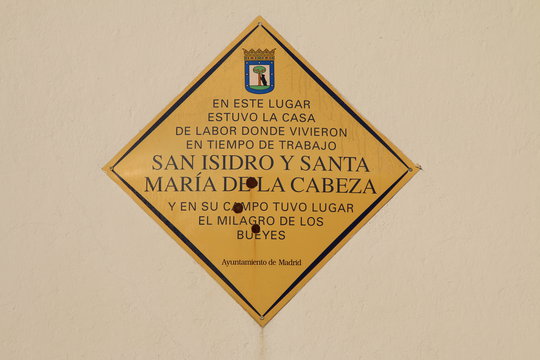 EN ESTE LUGAR
ESTUVO LA CASA
DE LABOR DONDE VIVIERON
EN TIEMPO DE TRABAJO
SAN ISIDRO Y SANTA
MARÍA DE LA CABEZA
Y EN SU CAMPO TUVO LUGAR
EL MILAGRO DE LOS
BUEYES
Ayuntamiento de Madrid